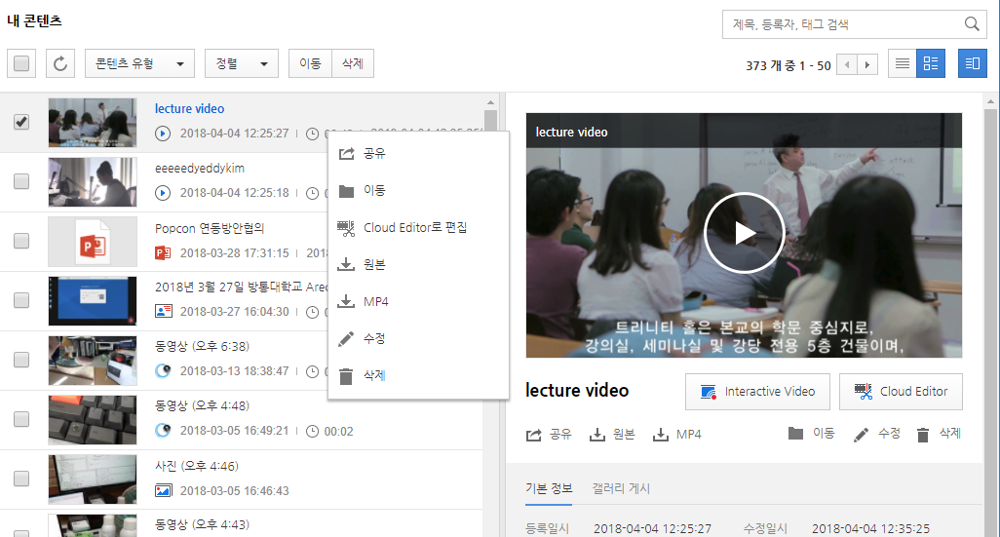 내 콘텐츠
제목, 등록자, 태그 검색
콘텐츠 유형
정렬
이동
삭제
373 개 중 1 - 50
lecture video
2018-04-04 12:25:27
eeeeedyeddykim
2018-04-04 12:25:18
Popcon 연동방안협의
2018-03-28 17:31:15
2018년 3월 27일 방통대학교
2018-03-27 16:04:30
동영상 (오후 6:38)
2018-03-13 18:38:47
동영상 (오후 4:48)
2018-03-05 16:49:21
00:02
사진 (오후 4:46)
2018-03-05 16:46:43
동영상 (오후 4:43)
공유
이동
Cloud Editor로 편집
원본
MP4
수정
삭제
lecture video
트리니티 홀은 본교의 학문 중심지로,
강의실, 세미나실 및 강당 전용 5층 건물이며,
lecture video
Interactive Video
Cloud Editor
공유
원본
MP4
이동
수정
삭제
기본 정보
갤러리 게시
등록일시
2018-04-04 12:25:27
수정일시
2018-04-04 12:35:25